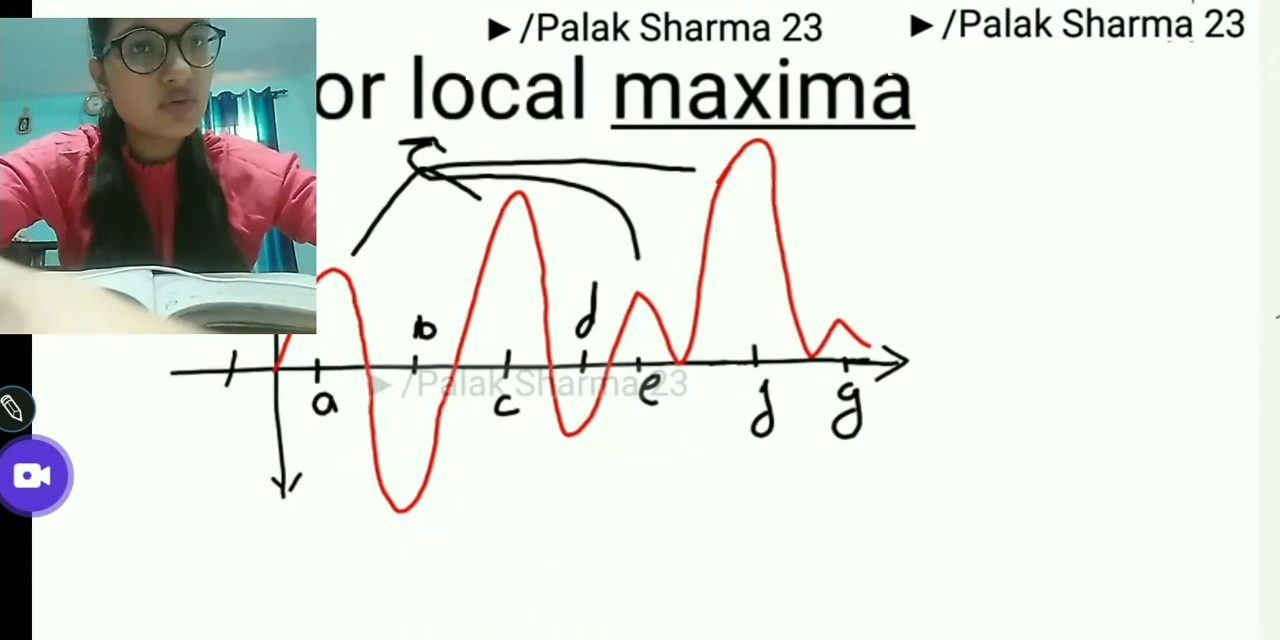 ► /Palak Sharma 23 ► /Palak Sharma 23
or local maxima
b
d
► /Palak Sharma 23
a
c
e
g